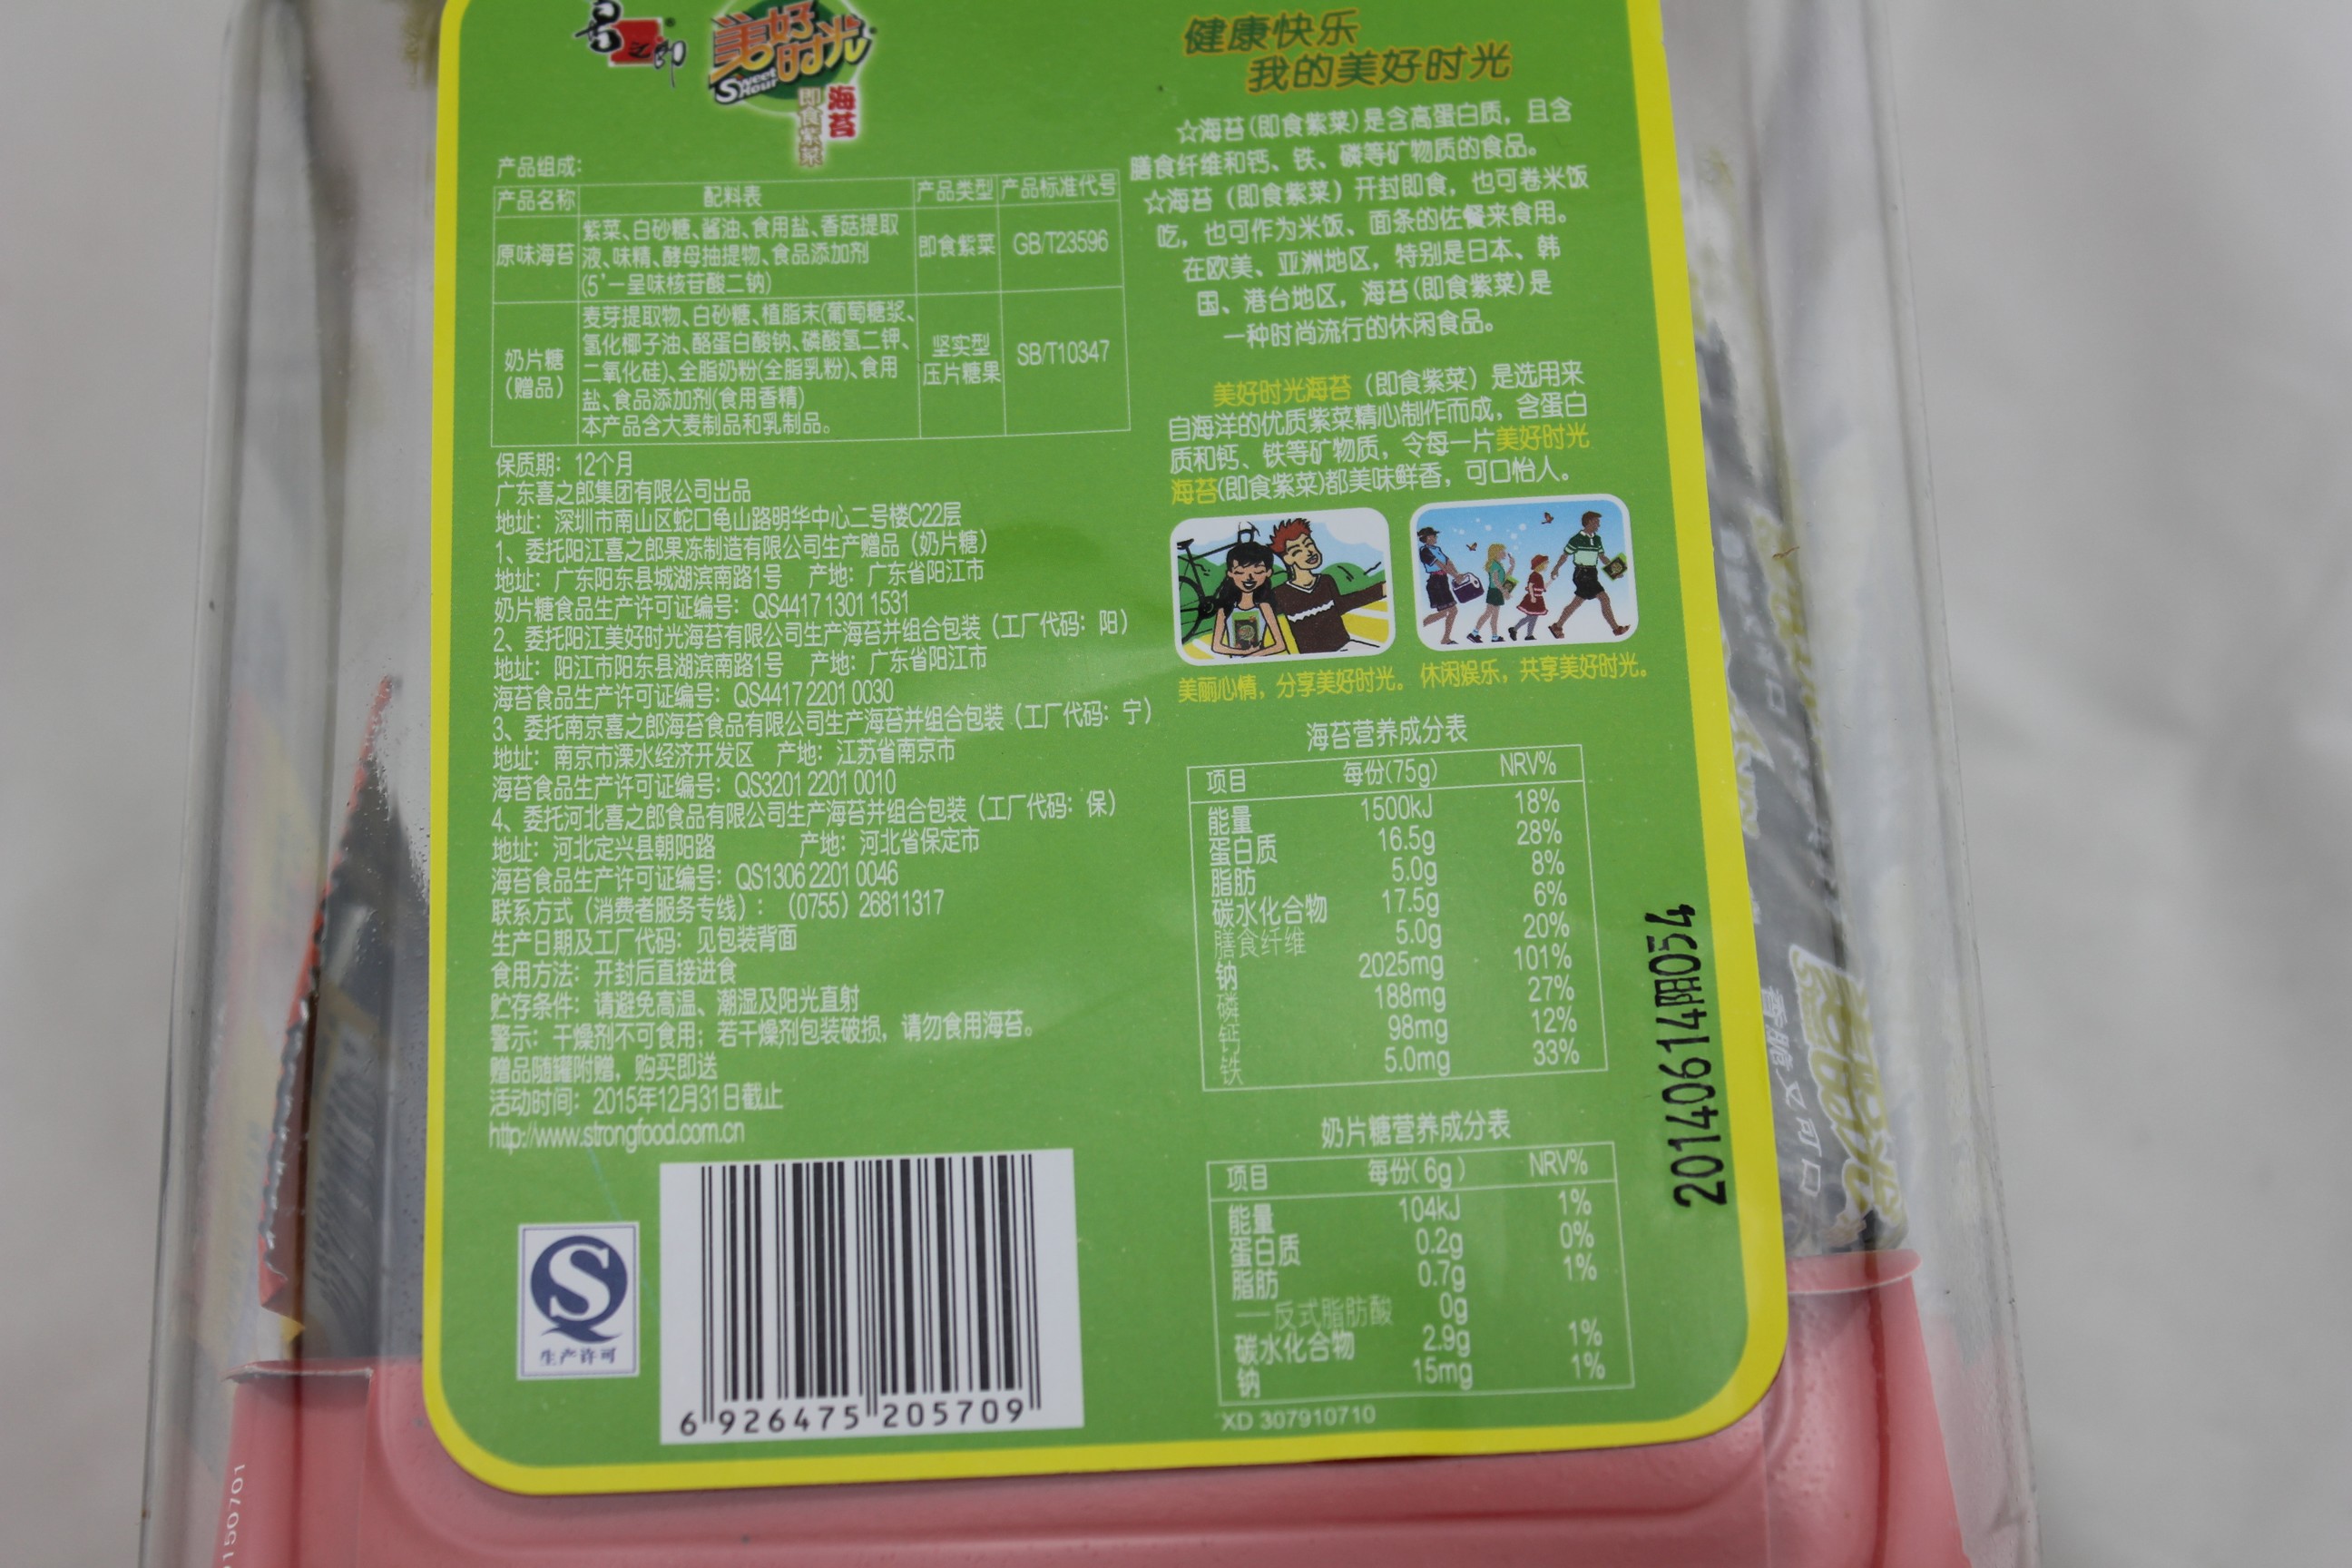 喜之郎
美好时光
Sweet Hour
海苔
即食紫菜
产品组成：
产品名称 配料表 产品类型 产品标准代号
原味海苔 紫菜、白砂糖、酱油、食用盐、香菇提取液、味精、酵母抽提物、食品添加剂(5'一呈味核苷酸二钠) 即食紫菜 GB/T23596
奶片糖(赠品) 麦芽提取物、白砂糖、植脂末(葡萄糖浆、氢化椰子油、酪蛋白酸钠、磷酸氢二钾、二氧化硅)、全脂奶粉(全脂乳粉)、食用盐、食品添加剂(食用香精) 本产品含大麦制品和乳制品。 坚实型压片糖果 SB/T10347
保质期：12个月
广东喜之郎集团有限公司出品
地址：深圳市南山区蛇口龟山路明华中心二号楼C22层
1、委托阳江喜之郎果冻制造有限公司生产赠品（奶片糖）
地址：广东阳东县城湖滨南路1号 产地：广东省阳江市
奶片糖食品生产许可证编号：QS4417 1301 1531
2、委托阳江美好时光海苔有限公司生产海苔并组合包装（工厂代码：阳）
地址：阳江市阳东县湖滨南路1号 产地：广东省阳江市
海苔食品生产许可证编号：QS4417 2201 0030
3、委托南京喜之郎海苔食品有限公司生产海苔并组合包装（工厂代码：宁）
地址：南京市溧水经济开发区 产地：江苏省南京市
海苔食品生产许可证编号：QS3201 2201 0010
4、委托河北喜之郎食品有限公司生产海苔并组合包装（工厂代码：保）
地址：河北定兴县朝阳路 产地：河北省保定市
海苔食品生产许可证编号：QS1306 2201 0046
联系方式（消费者服务专线）：（0755）26811317
生产日期及工厂代码：见包装背面
食用方法：开封后直接进食
贮存条件：请避免高温、潮湿及阳光直射
警示：干燥剂不可食用；若干燥剂包装破损，请勿食用海苔。
赠品随罐附赠，购买即送
活动时间：2015年12月31日截止
http://www.strongfood.com.cn
生产许可
6 926475 205709
健康快乐
我的美好时光
☆海苔(即食紫菜)是含高蛋白质，且含
膳食纤维和钙、铁、磷等矿物质的食品。
☆海苔（即食紫菜）开封即食，也可卷米饭
吃，也可作为米饭、面条的佐餐来食用。
在欧美、亚洲地区，特别是日本、韩
国、港台地区，海苔(即食紫菜)是
一种时尚流行的休闲食品。
美好时光海苔（即食紫菜）是选用来
自海洋的优质紫菜精心制作而成，含蛋白
质和钙、铁等矿物质，令每一片美好时光
海苔(即食紫菜)都美味鲜香，可口怡人。
美丽心情，分享美好时光。 休闲娱乐，共享美好时光。
海苔营养成分表
项目 每份(75g) NRV%
能量 1500kJ 18%
蛋白质 16.5g 28%
脂肪 5.0g 8%
碳水化合物 17.5g 6%
膳食纤维 5.0g 20%
钠 2025mg 101%
磷 188mg 27%
钙 98mg 12%
铁 5.0mg 33%
奶片糖营养成分表
项目 每份(6g) NRV%
能量 104kJ 1%
蛋白质 0.2g 0%
脂肪 0.7g 1%
—反式脂肪酸 0g
碳水化合物 2.9g 1%
钠 15mg 1%
XD 307910710
20140614阳054
香脆又可口